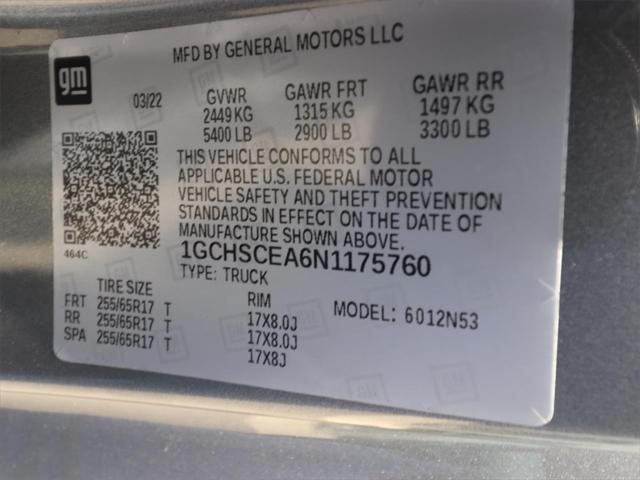 MFD BY GENERAL MOTORS LLC
gm
03/22 GVWR GAWR FRT GAWR RR
2449 KG 1315 KG 1497 KG
5400 LB 2900 LB 3300 LB
THIS VEHICLE CONFORMS TO ALL
APPLICABLE U.S. FEDERAL MOTOR
VEHICLE SAFETY AND THEFT PREVENTION
STANDARDS IN EFFECT ON THE DATE OF
MANUFACTURE SHOWN ABOVE.
464C
1GCHSCEA6N1175760
TYPE: TRUCK
TIRE SIZE RIM MODEL: 6012N53
FRT 255/65R17 T 17X8.0J
RR 255/65R17 T 17X8.0J
SPA 255/65R17 T 17X8J